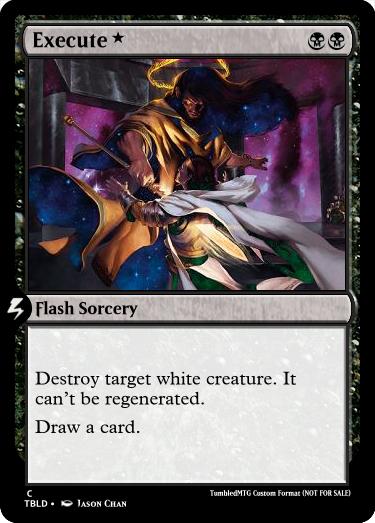 Execute ★
Flash Sorcery
Destroy target white creature. It
can't be regenerated.
Draw a card.
C
TBLD • Jason Chan
TumbledMTG Custom Format (NOT FOR SALE)